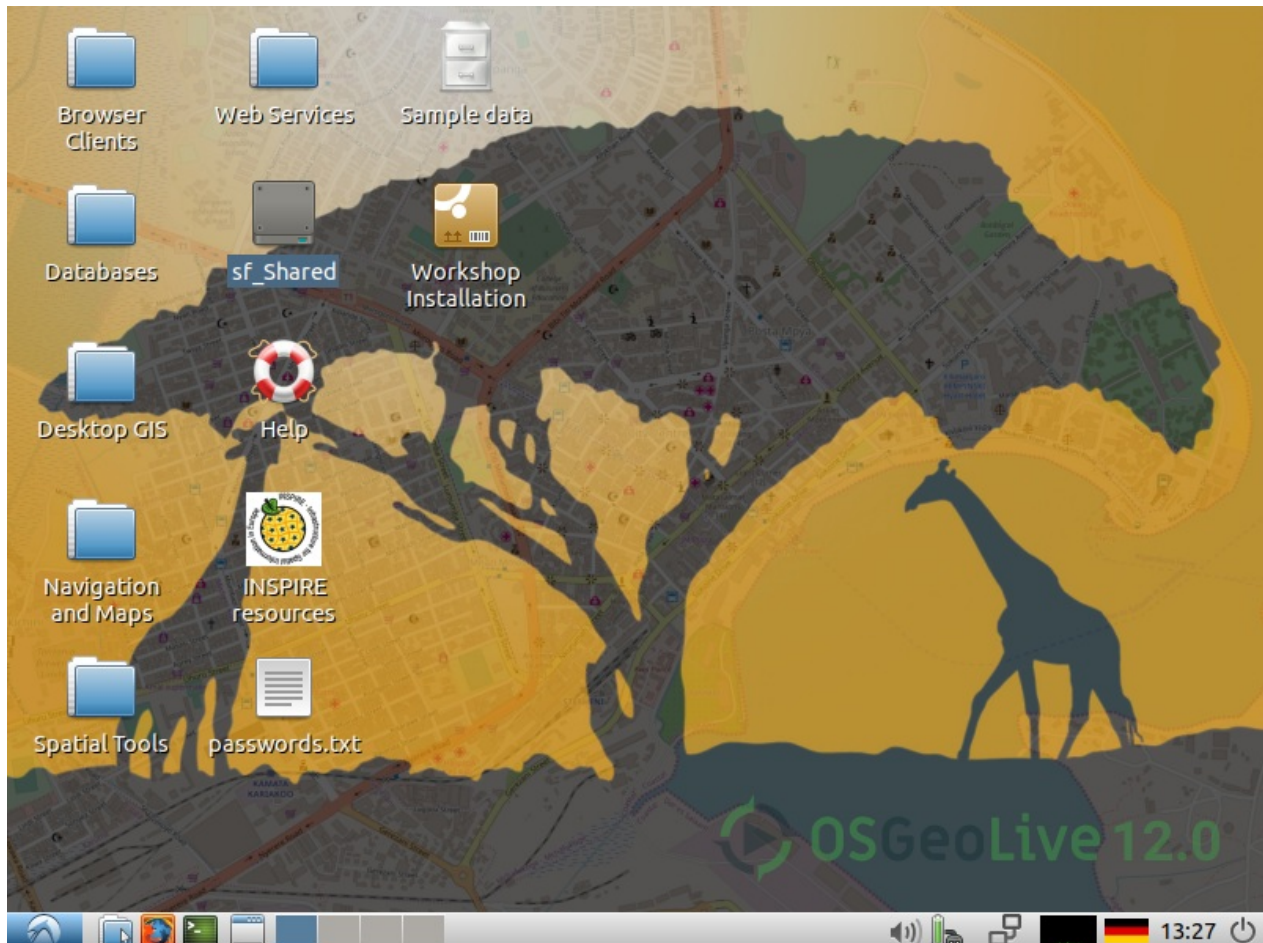 Browser
Clients
Web Services
Sample data
Databases
sf_Shared
Workshop
Installation
Desktop GIS
Help
Navigation
and Maps
INSPIRE
resources
Spatial Tools
passwords.txt
OSGeoLive 12.0
13:27